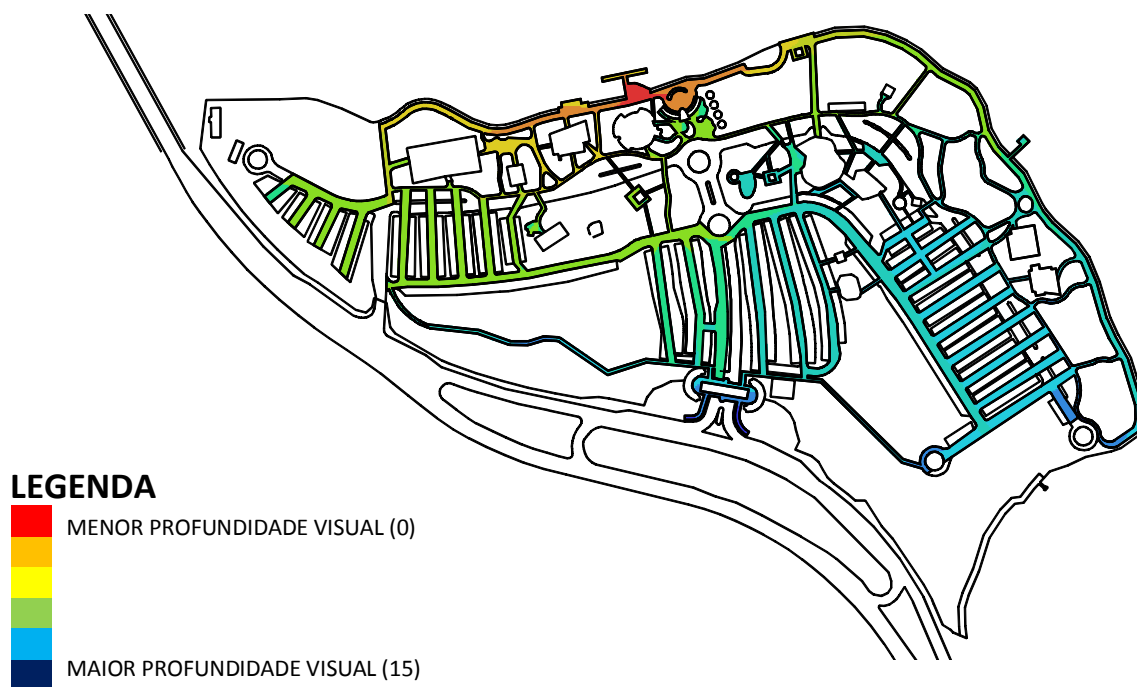 LEGENDA
MENOR PROFUNDIDADE VISUAL (0)
MAIOR PROFUNDIDADE VISUAL (15)